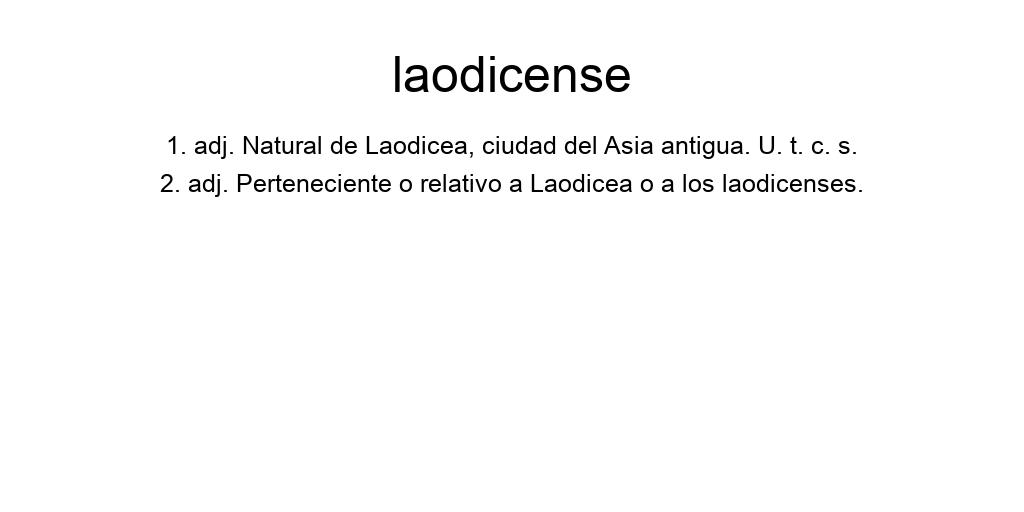 laodicense
1. adj. Natural de Laodicea, ciudad del Asia antigua. U. t. c. s.
2. adj. Perteneciente o relativo a Laodicea o a los laodicenses.